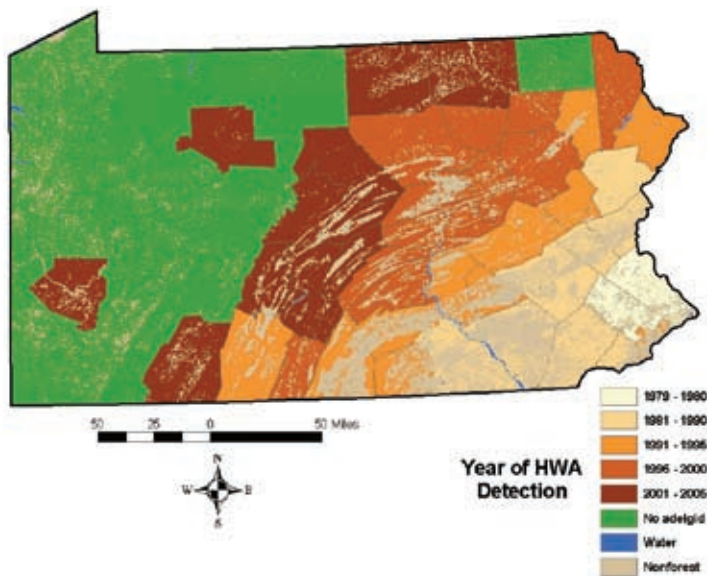 50 25 0 50 Miles
N
W E
S
Year of HWA
Detection
1979 - 1980
1981 - 1990
1991 - 1995
1996 - 2000
2001 - 2005
No adelgid
Water
Nonforest